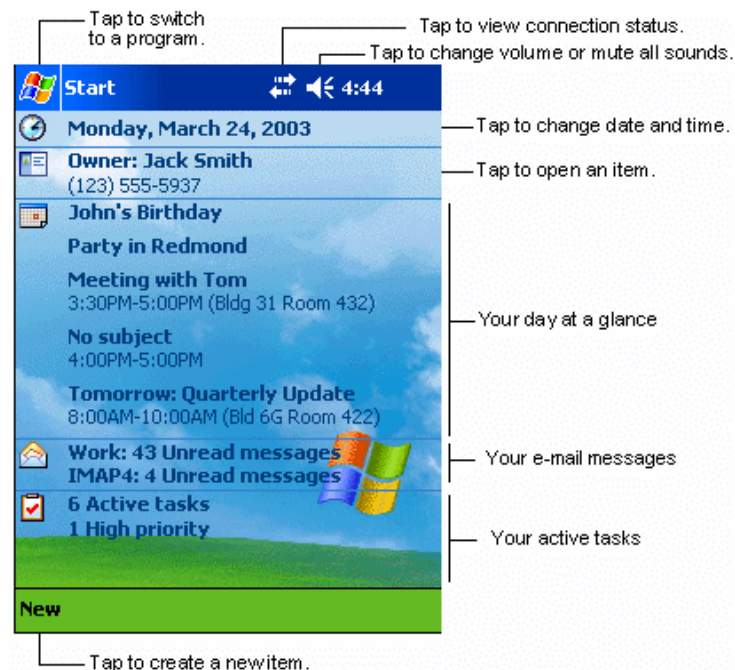 Tap to switch
to a program.
Tap to view connection status.
Tap to change volume or mute all sounds.
Start
4:44
Monday, March 24, 2003
Tap to change date and time.
Owner: Jack Smith
(123) 555-5937
Tap to open an item.
John's Birthday
Party in Redmond
Meeting with Tom
3:30PM-5:00PM (Bldg 31 Room 432)
Your day at a glance
No subject
4:00PM-5:00PM
Tomorrow: Quarterly Update
8:00AM-10:00AM (Bld 6G Room 422)
Work: 43 Unread messages
IMAP4: 4 Unread messages
Your e-mail messages
6 Active tasks
1 High priority
Your active tasks
New
Tap to create a new item.